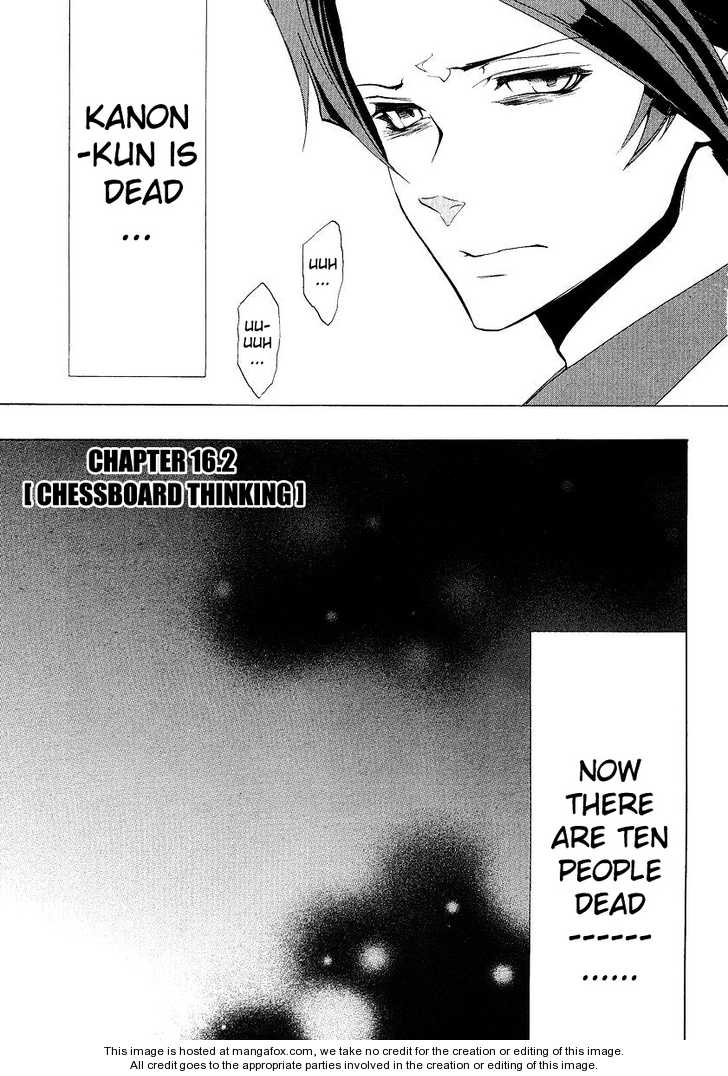 KANON
-KUN IS
DEAD
...
UUH
...
UU-
UUH
...
CHAPTER 16.2
[ CHESSBOARD THINKING ]
NOW
THERE
ARE TEN
PEOPLE
DEAD
------
......
This image is hosted at mangafox.com, we take no credit for the creation or editing of this image.
All credit goes to the appropriate parties involved in the creation or editing of this image.